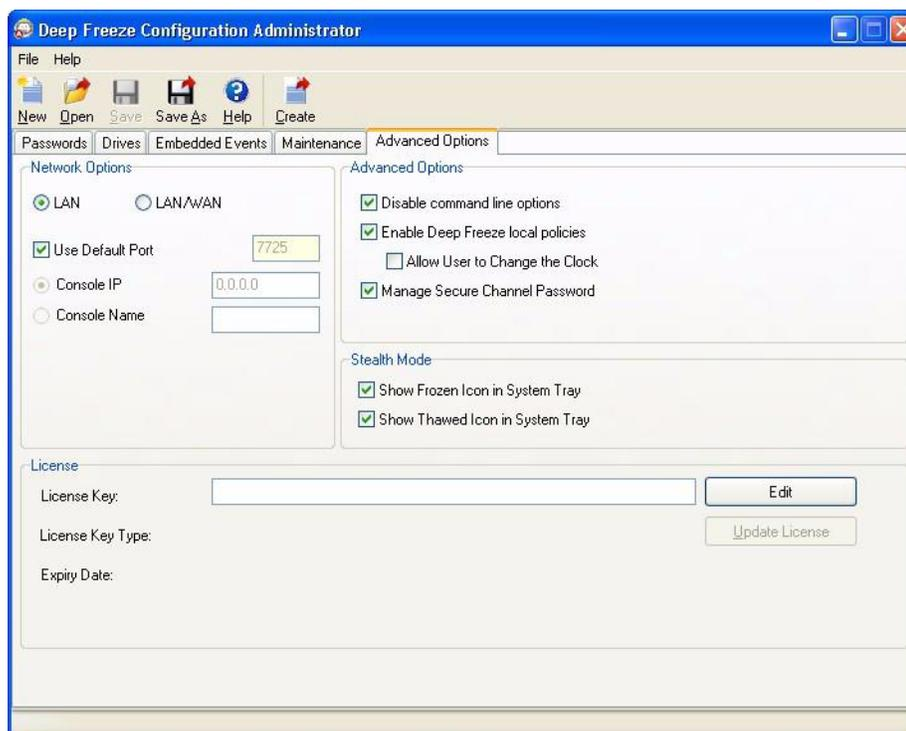 Deep Freeze Configuration Administrator
File Help
New Open Save Save As Help Create
Passwords Drives Embedded Events Maintenance Advanced Options
Network Options
LAN LAN/WAN
Use Default Port 7725
Console IP 0.0.0.0
Console Name
Advanced Options
Disable command line options
Enable Deep Freeze local policies
Allow User to Change the Clock
Manage Secure Channel Password
Stealth Mode
Show Frozen Icon in System Tray
Show Thawed Icon in System Tray
License
License Key: Edit
License Key Type: Update License
Expiry Date: